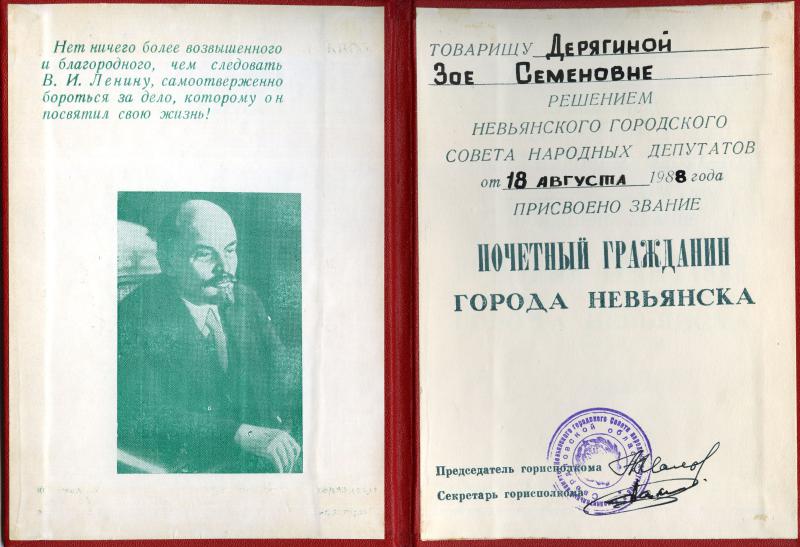 Нет ничего более возвышенного
и благородного, чем следовать
В. И. Ленину, самоотверженно
бороться за дело, которому он
посвятил свою жизнь!
ТОВАРИЩУ Дерягиной
Зое Семеновне
РЕШЕНИЕМ
НЕВЬЯНСКОГО ГОРОДСКОГО
СОВЕТА НАРОДНЫХ ДЕПУТАТОВ
от 18 августа 1988 года
ПРИСВОЕНО ЗВАНИЕ
ПОЧЕТНЫЙ ГРАЖДАНИН
ГОРОДА НЕВЬЯНСКА
Председатель горисполкома
Секретарь горисполкома